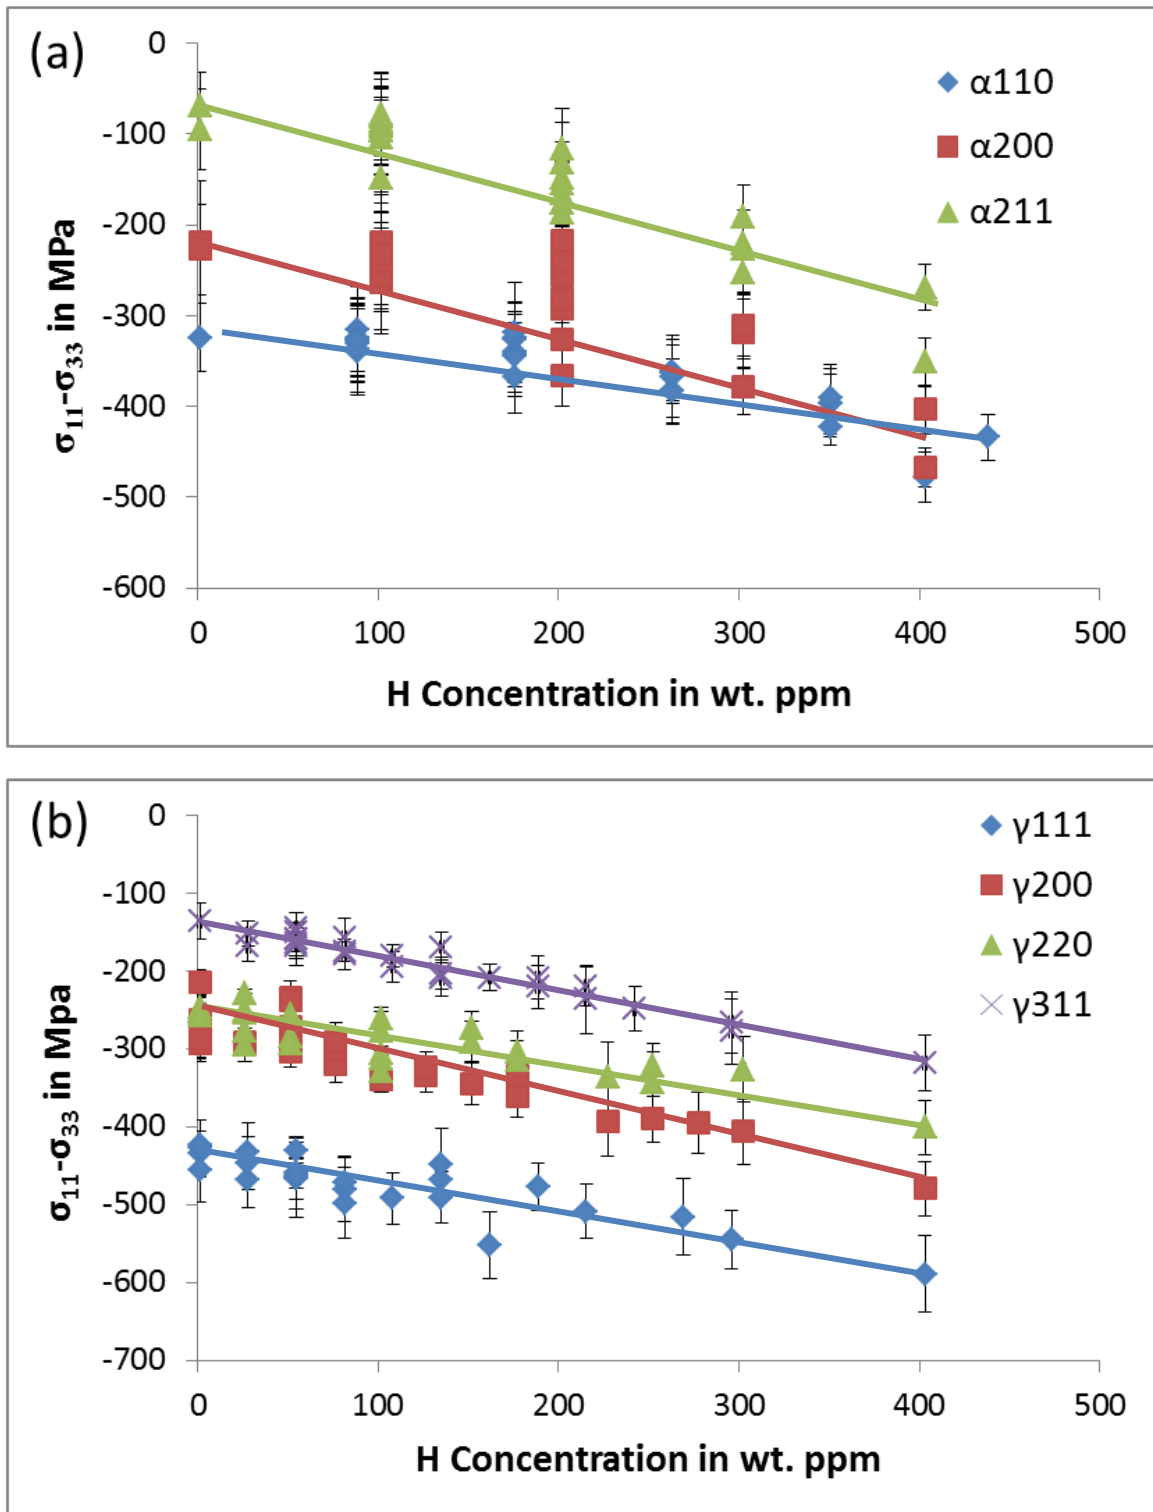 (a)
α110
α200
α211
0
-100
-200
-300
-400
-500
-600
σ11-σ33 in MPa
0 100 200 300 400 500
H Concentration in wt. ppm
(b)
γ111
γ200
γ220
γ311
0
-100
-200
-300
-400
-500
-600
-700
σ11-σ33 in Mpa
0 100 200 300 400 500
H Concentration in wt. ppm